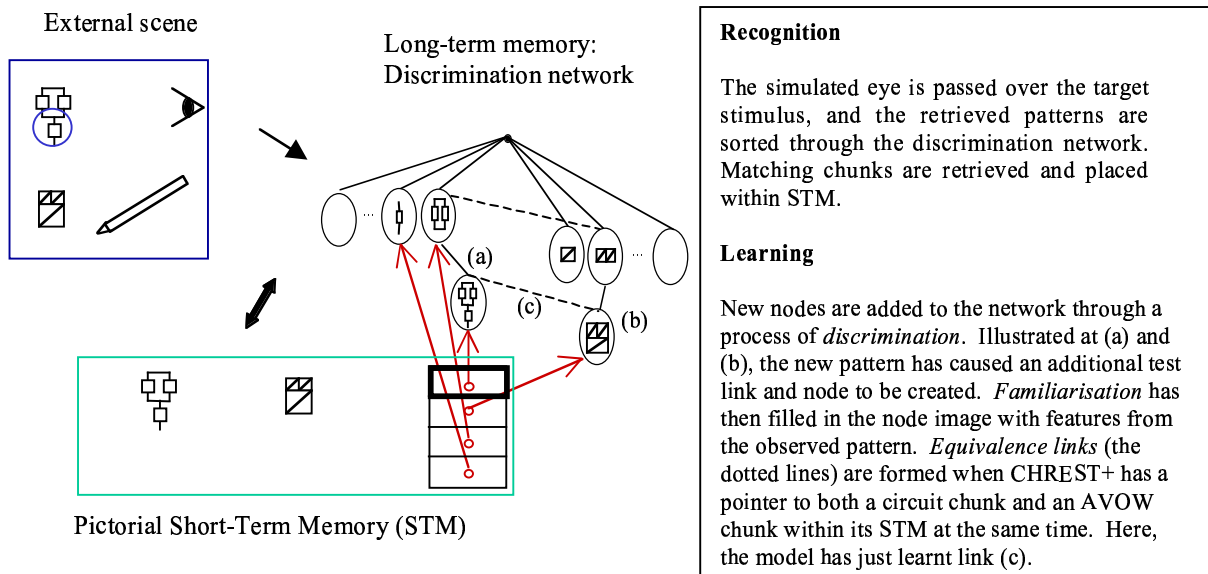 External scene
Long-term memory:
Discrimination network
...
...
(a)
(c)
(b)
Pictorial Short-Term Memory (STM)
Recognition
The simulated eye is passed over the target
stimulus, and the retrieved patterns are
sorted through the discrimination network.
Matching chunks are retrieved and placed
within STM.
Learning
New nodes are added to the network through a
process of discrimination. Illustrated at (a) and
(b), the new pattern has caused an additional test
link and node to be created. Familiarisation has
then filled in the node image with features from
the observed pattern. Equivalence links (the
dotted lines) are formed when CHREST+ has a
pointer to both a circuit chunk and an AVOW
chunk within its STM at the same time. Here,
the model has just learnt link (c).